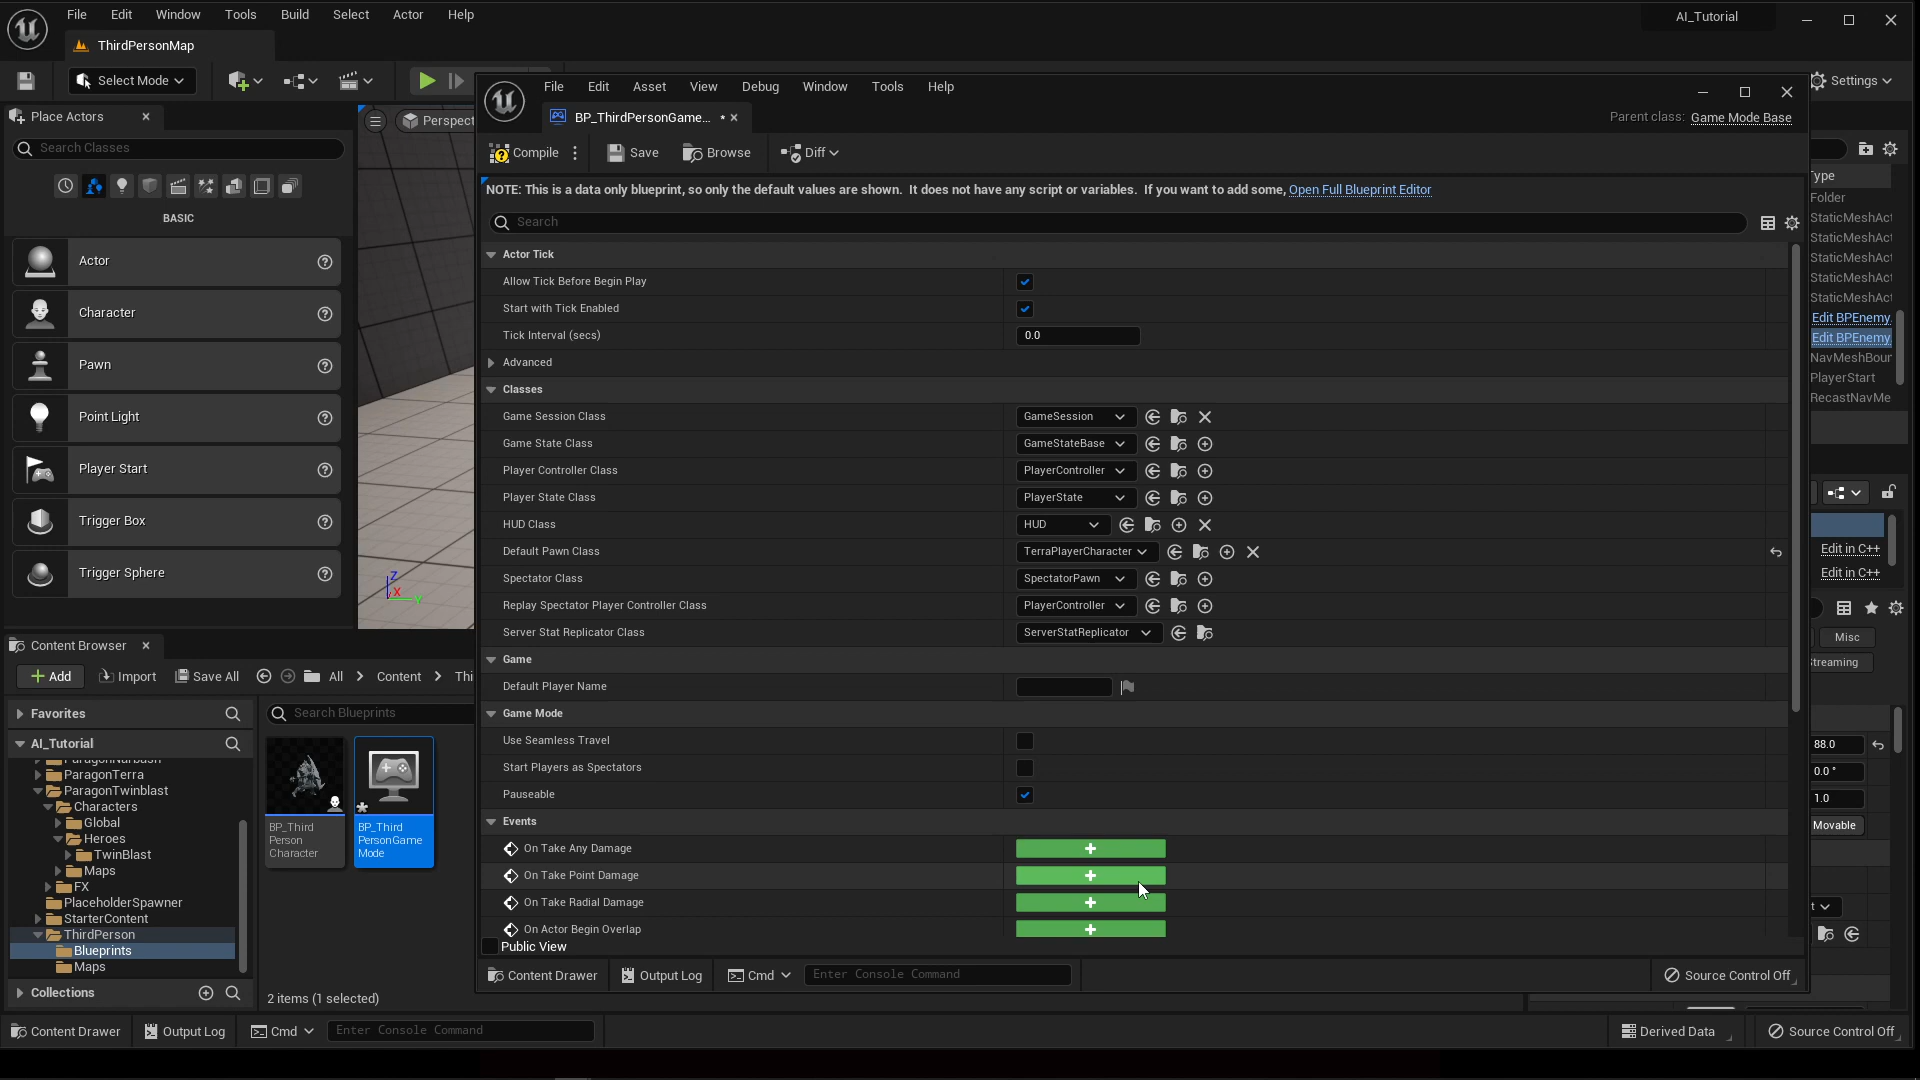 File Edit Window Tools Build Select Actor Help
AI_Tutorial
ThirdPersonMap
Select Mode
Settings
File Edit Asset View Debug Window Tools Help
BP_ThirdPersonGame... *
Parent class: Game Mode Base
Place Actors
Perspect
Compile
Save
Browse
Diff
Search Classes
NOTE: This is a data only blueprint, so only the default values are shown. It does not have any script or variables. If you want to add some, Open Full Blueprint Editor
Search
BASIC
Actor
Character
Pawn
Point Light
Player Start
Trigger Box
Trigger Sphere
Actor Tick
Allow Tick Before Begin Play
Start with Tick Enabled
Tick Interval (secs) 0.0
Advanced
Classes
Game Session Class GameSession
Game State Class GameStateBase
Player Controller Class PlayerController
Player State Class PlayerState
HUD Class HUD
Default Pawn Class TerraPlayerCharacter
Spectator Class SpectatorPawn
Replay Spectator Player Controller Class PlayerController
Server Stat Replicator Class ServerStatReplicator
Game
Default Player Name
Game Mode
Use Seamless Travel
Start Players as Spectators
Pauseable
Events
On Take Any Damage
On Take Point Damage
On Take Radial Damage
On Actor Begin Overlap
Public View
Content Drawer
Output Log
Cmd
Enter Console Command
Source Control Off
Z
X
Y
Type
Folder
StaticMeshAct
StaticMeshAct
StaticMeshAct
StaticMeshAct
StaticMeshAct
Edit BPEnemy
Edit BPEnemy
NavMeshBour
PlayerStart
RecastNavMe
Edit in C++
Edit in C++
Misc
Streaming
88.0
0.0 °
1.0
Movable
Content Browser
Add
Import
Save All
All
Content
Thi
Favorites
Search Blueprints
AI_Tutorial
ParagonTerra
ParagonTwinblast
Characters
Global
Heroes
TwinBlast
Maps
FX
PlaceholderSpawner
StarterContent
ThirdPerson
Blueprints
Maps
Collections
BP_Third
Person
Character
BP_Third
PersonGame
Mode
2 items (1 selected)
Content Drawer
Output Log
Cmd
Enter Console Command
Derived Data
Source Control Off